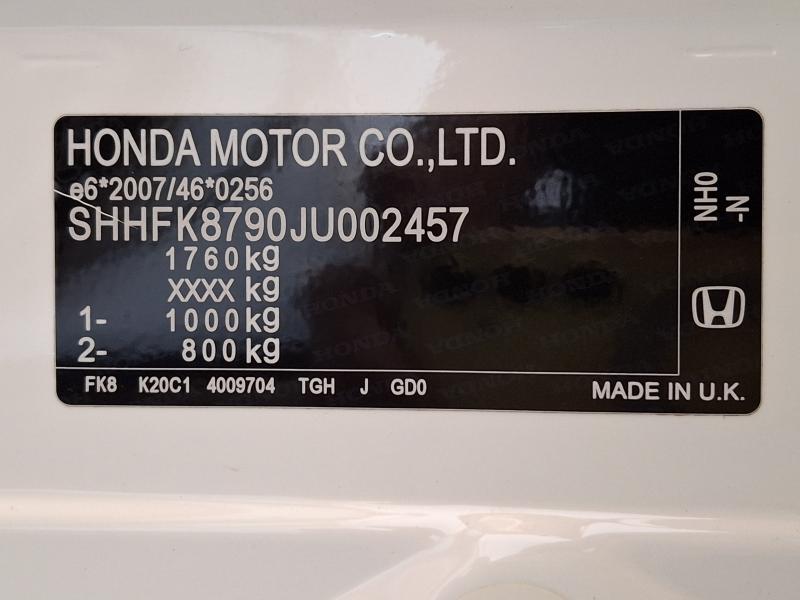 HONDA MOTOR CO.,LTD.
e6*2007/46*0256
SHHFK8790JU002457
1760kg
XXXX kg
1- 1000kg
2- 800kg
FK8 K20C1 4009704 TGH J GD0
MADE IN U.K.
NH0
-N